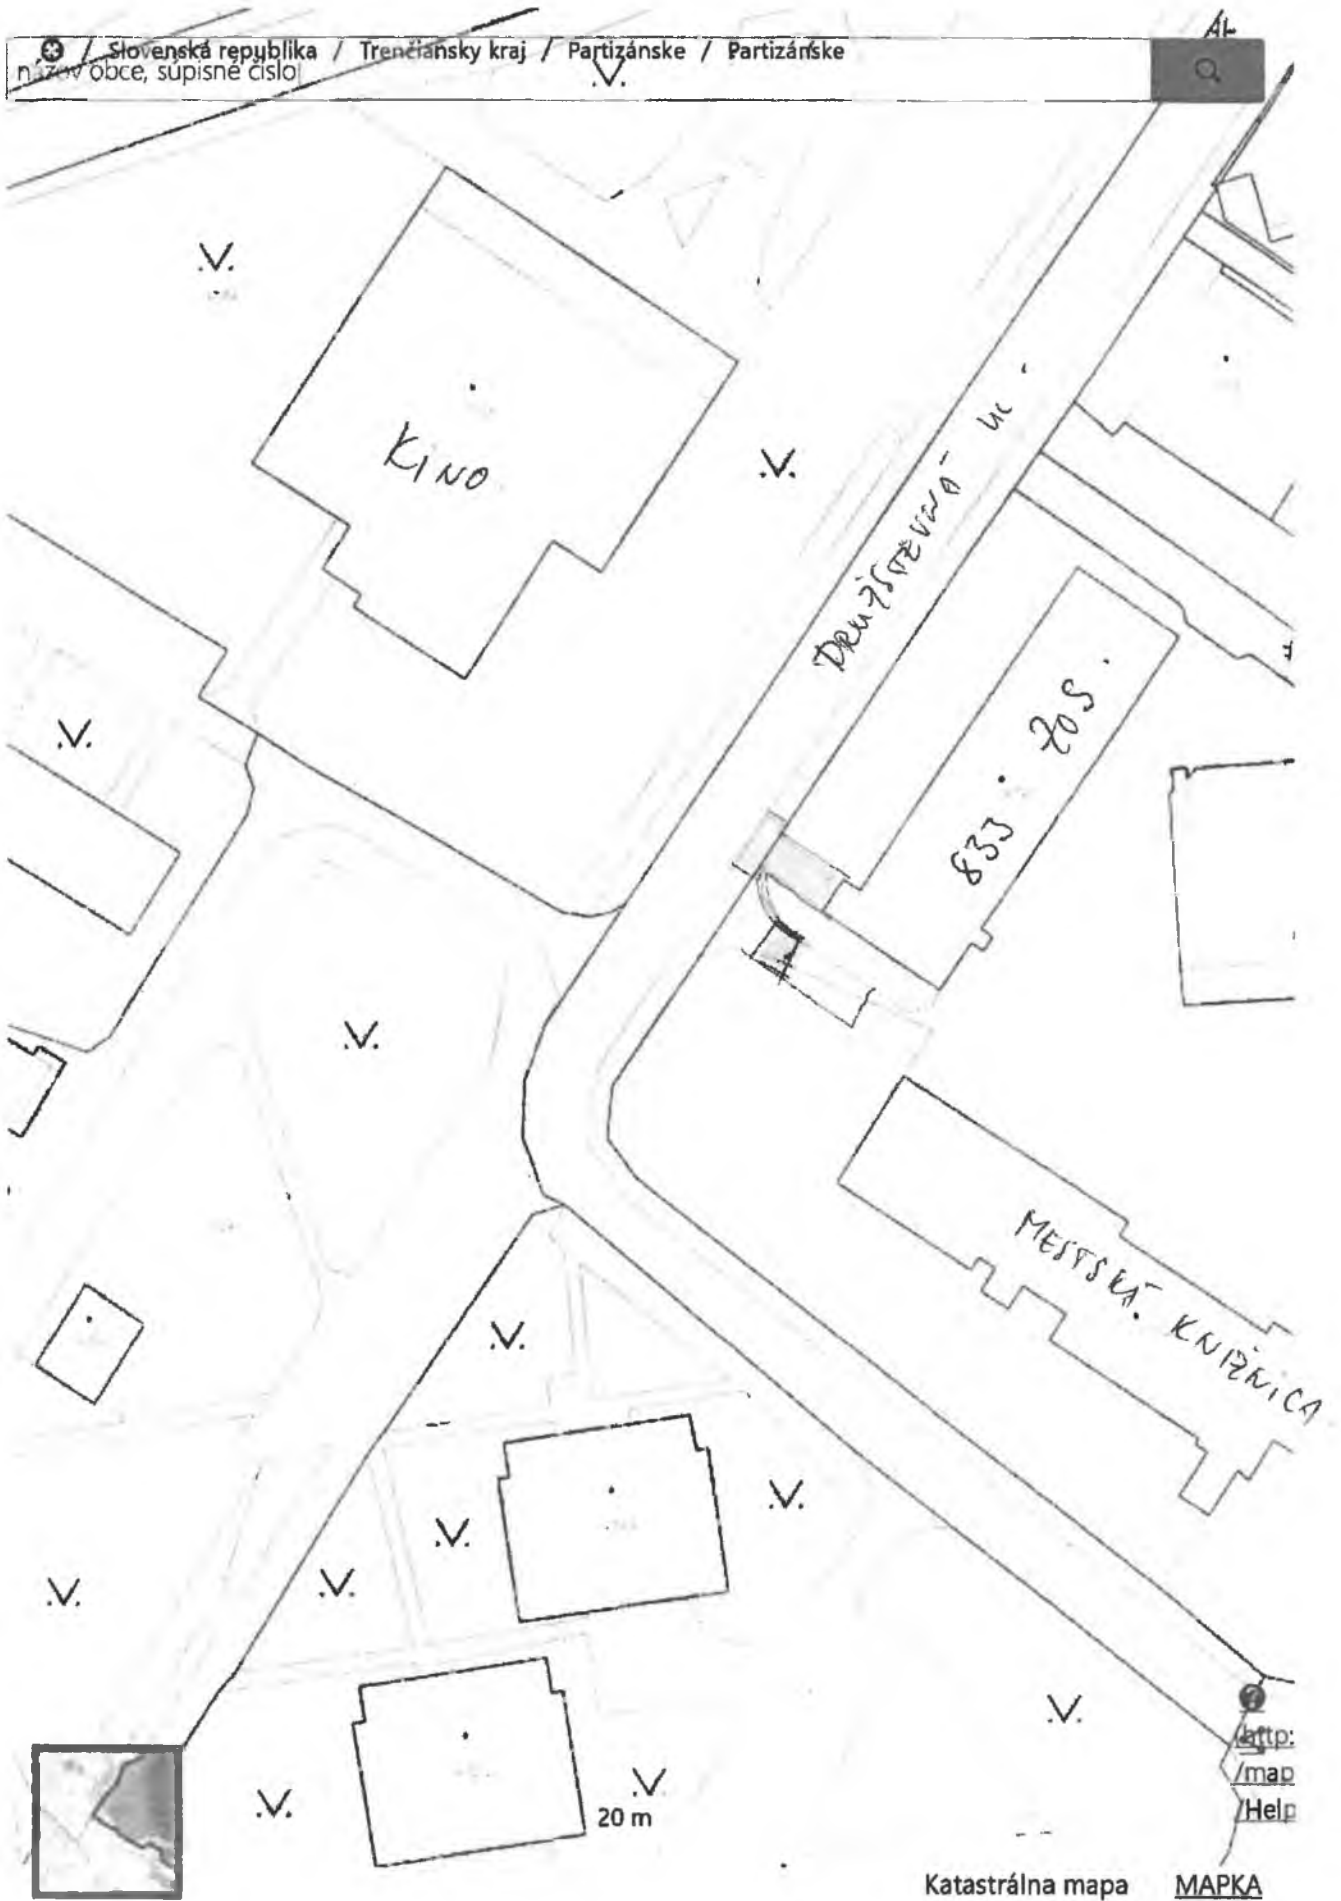 / Slovenská republika / Trenčiansky kraj / Partizánske / Partizánske
názov obce, súpisné číslo
KINO
DRUŽSTEVNÁ UL.
833 : ZOS.
MESTSKÁ KNIŽNICA
http:
/map
/Help
20 m
Katastrálna mapa MAPKA